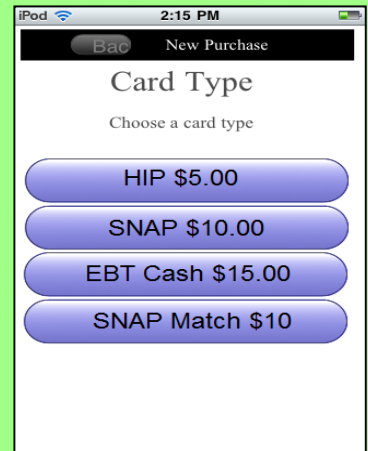 iPod 2:15 PM
Bac New Purchase
Card Type
Choose a card type
HIP $5.00
SNAP $10.00
EBT Cash $15.00
SNAP Match $10